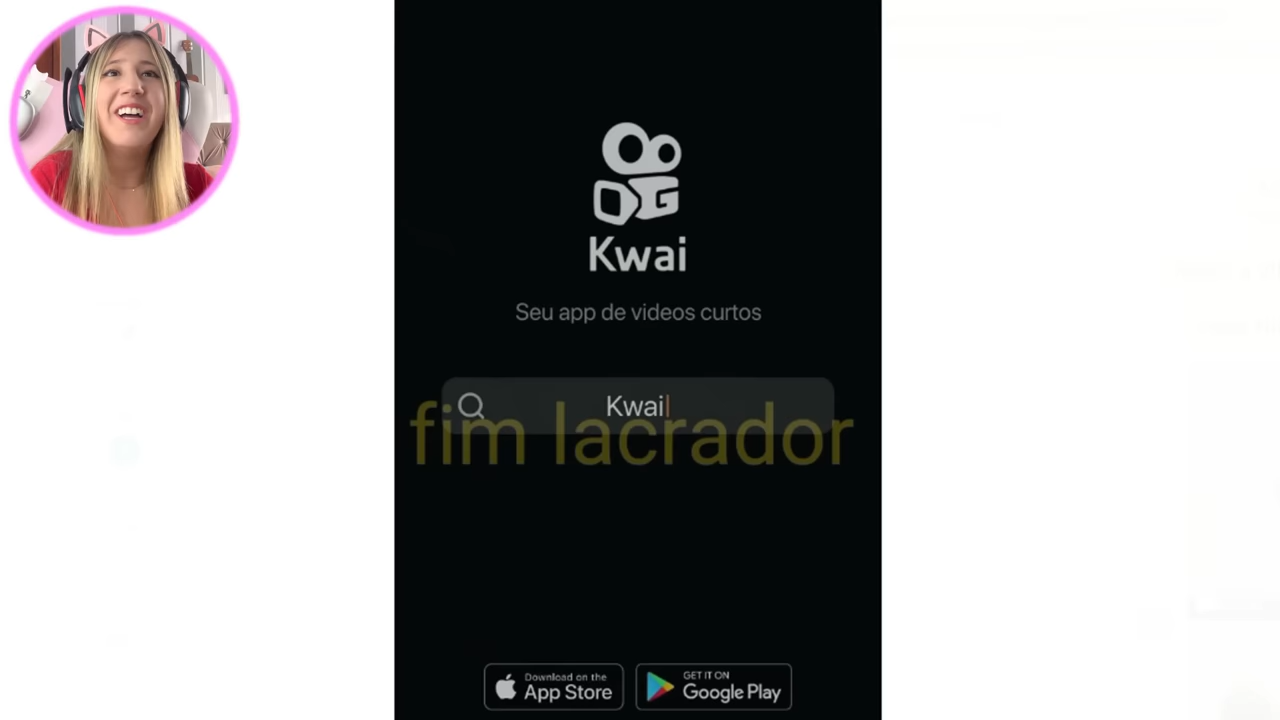 Kwai
Seu app de videos curtos
Kwai
fim lacrador
Download on the
App Store
GET IT ON
Google Play